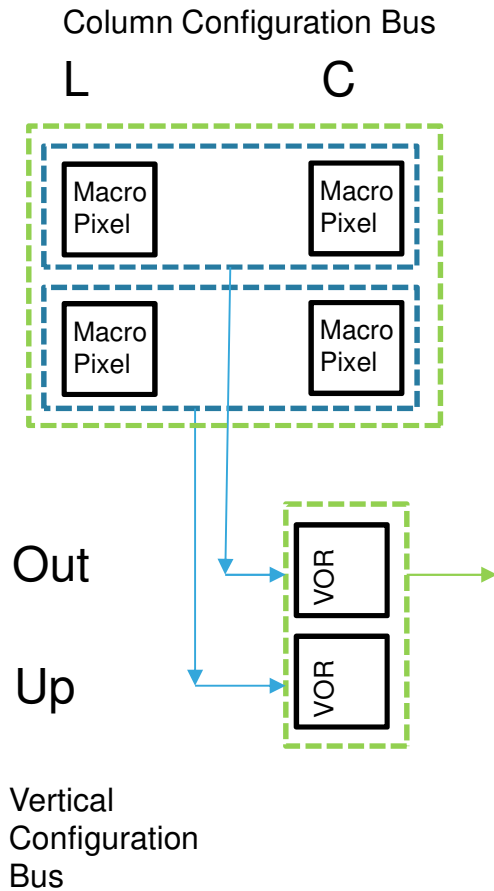 Column Configuration Bus
L C
Macro Macro
Pixel Pixel
Macro Macro
Pixel Pixel
Out
VOR
Up
VOR
Vertical
Configuration
Bus